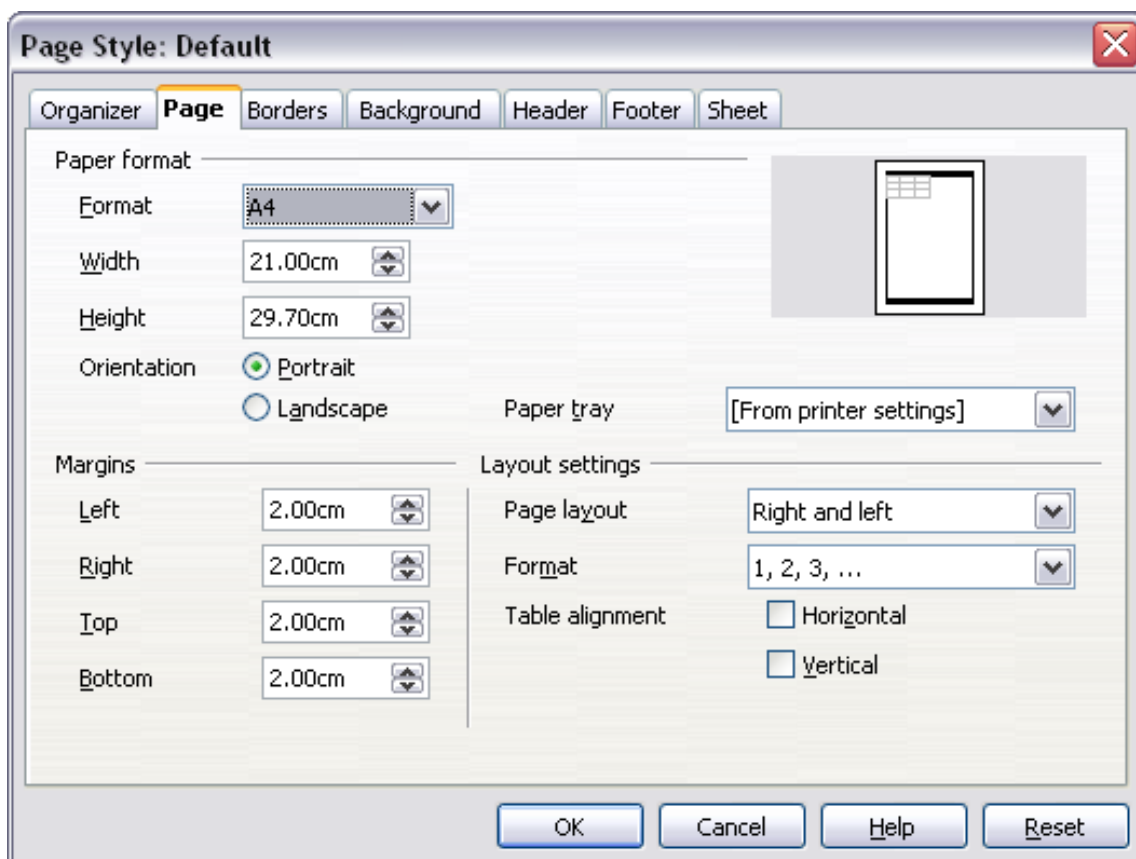 Page Style: Default
Organizer Page Borders Background Header Footer Sheet
Paper format
Format A4
Width 21.00cm
Height 29.70cm
Orientation Portrait
Landscape Paper tray [From printer settings]
Margins Layout settings
Left 2.00cm Page layout Right and left
Right 2.00cm Format 1, 2, 3, ...
Top 2.00cm Table alignment Horizontal
Bottom 2.00cm Vertical
OK Cancel Help Reset